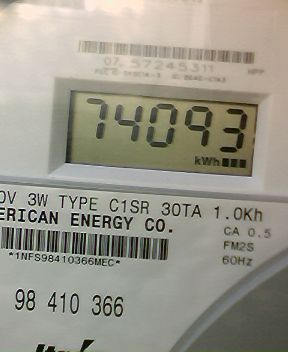 07 57245311
74093
kWh
0V 3W TYPE C1SR 30TA 1.0Kh
ERICAN ENERGY CO. CA 0.5
FM2S
*1NFS98410366MEC* 60Hz
98 410 366